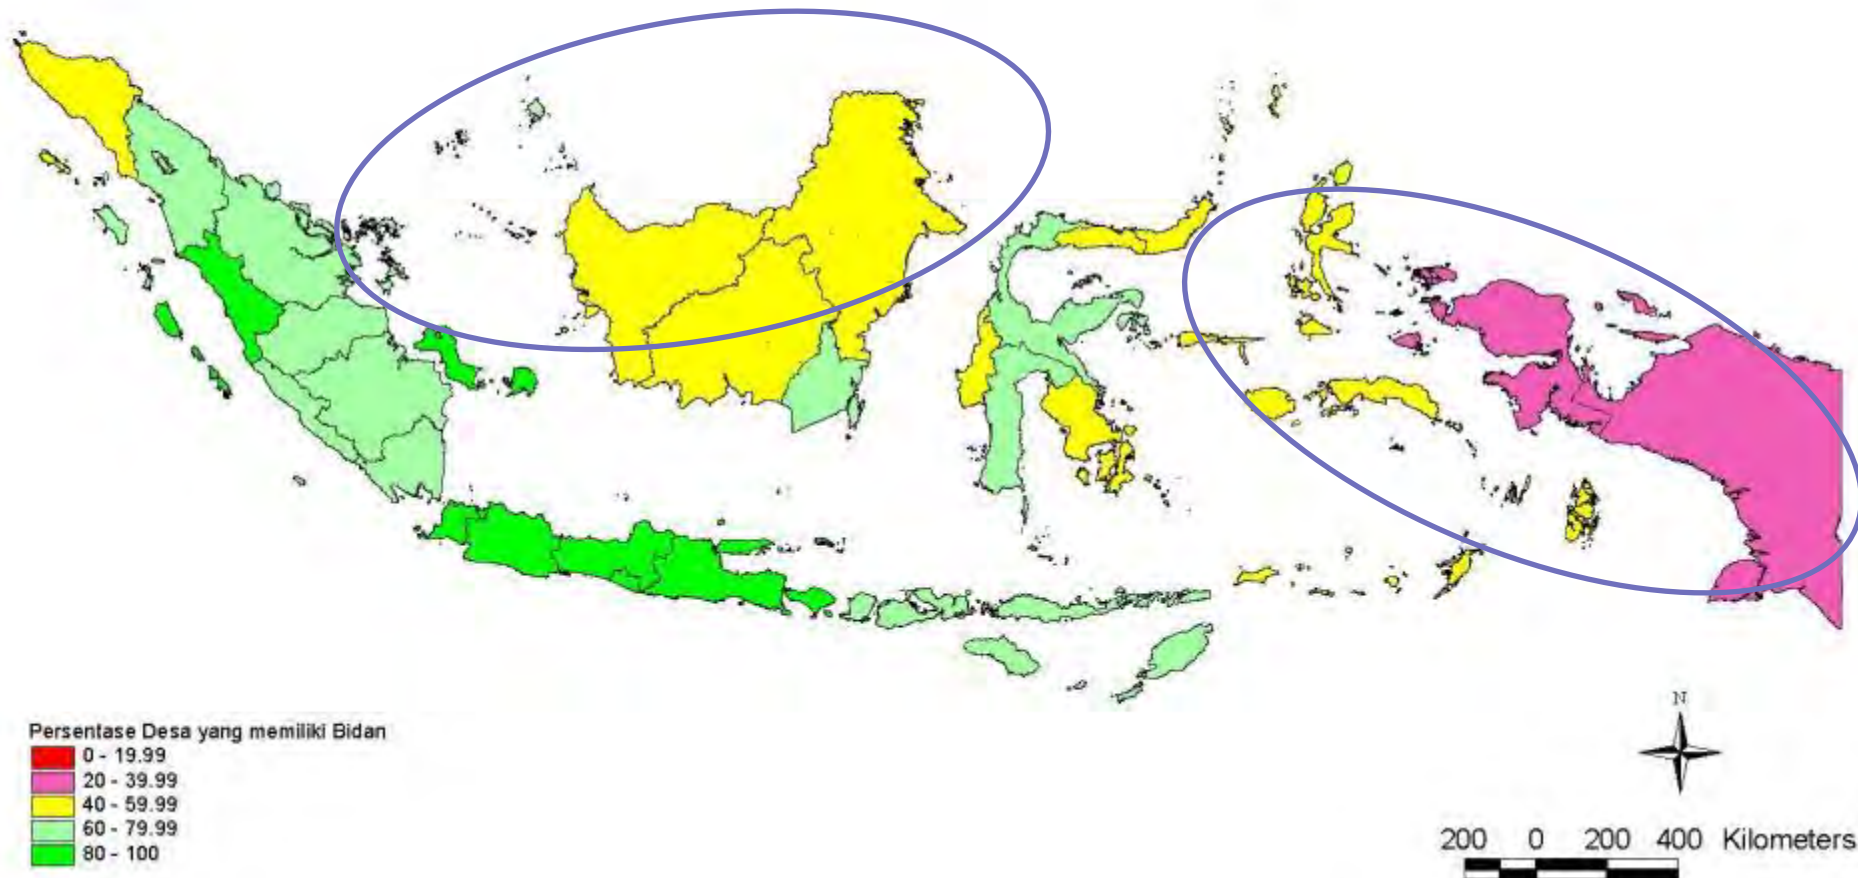 Persentase Desa yang memiliki Bidan
0 - 19.99
20 - 39.99
40 - 59.99
60 - 79.99
80 - 100
N
200 0 200 400 Kilometers